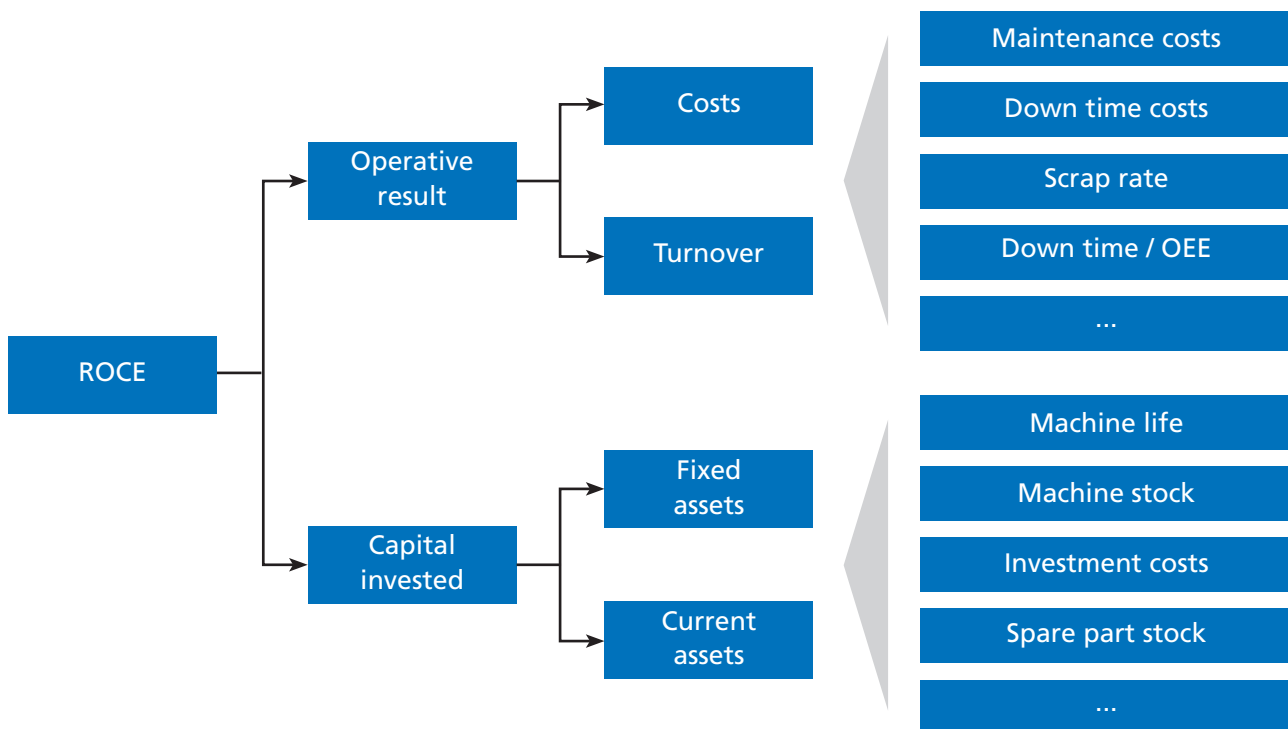 ROCE
Operative
result
Capital
invested
Costs
Turnover
Fixed
assets
Current
assets
Maintenance costs
Down time costs
Scrap rate
Down time / OEE
...
Machine life
Machine stock
Investment costs
Spare part stock
...